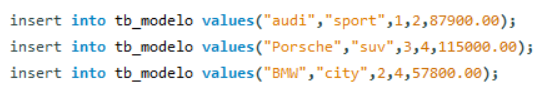 insert into tb_modelo values("audi","sport",1,2,87900.00);
insert into tb_modelo values("Porsche","suv",3,4,115000.00);
insert into tb_modelo values("BMW","city",2,4,57800.00);